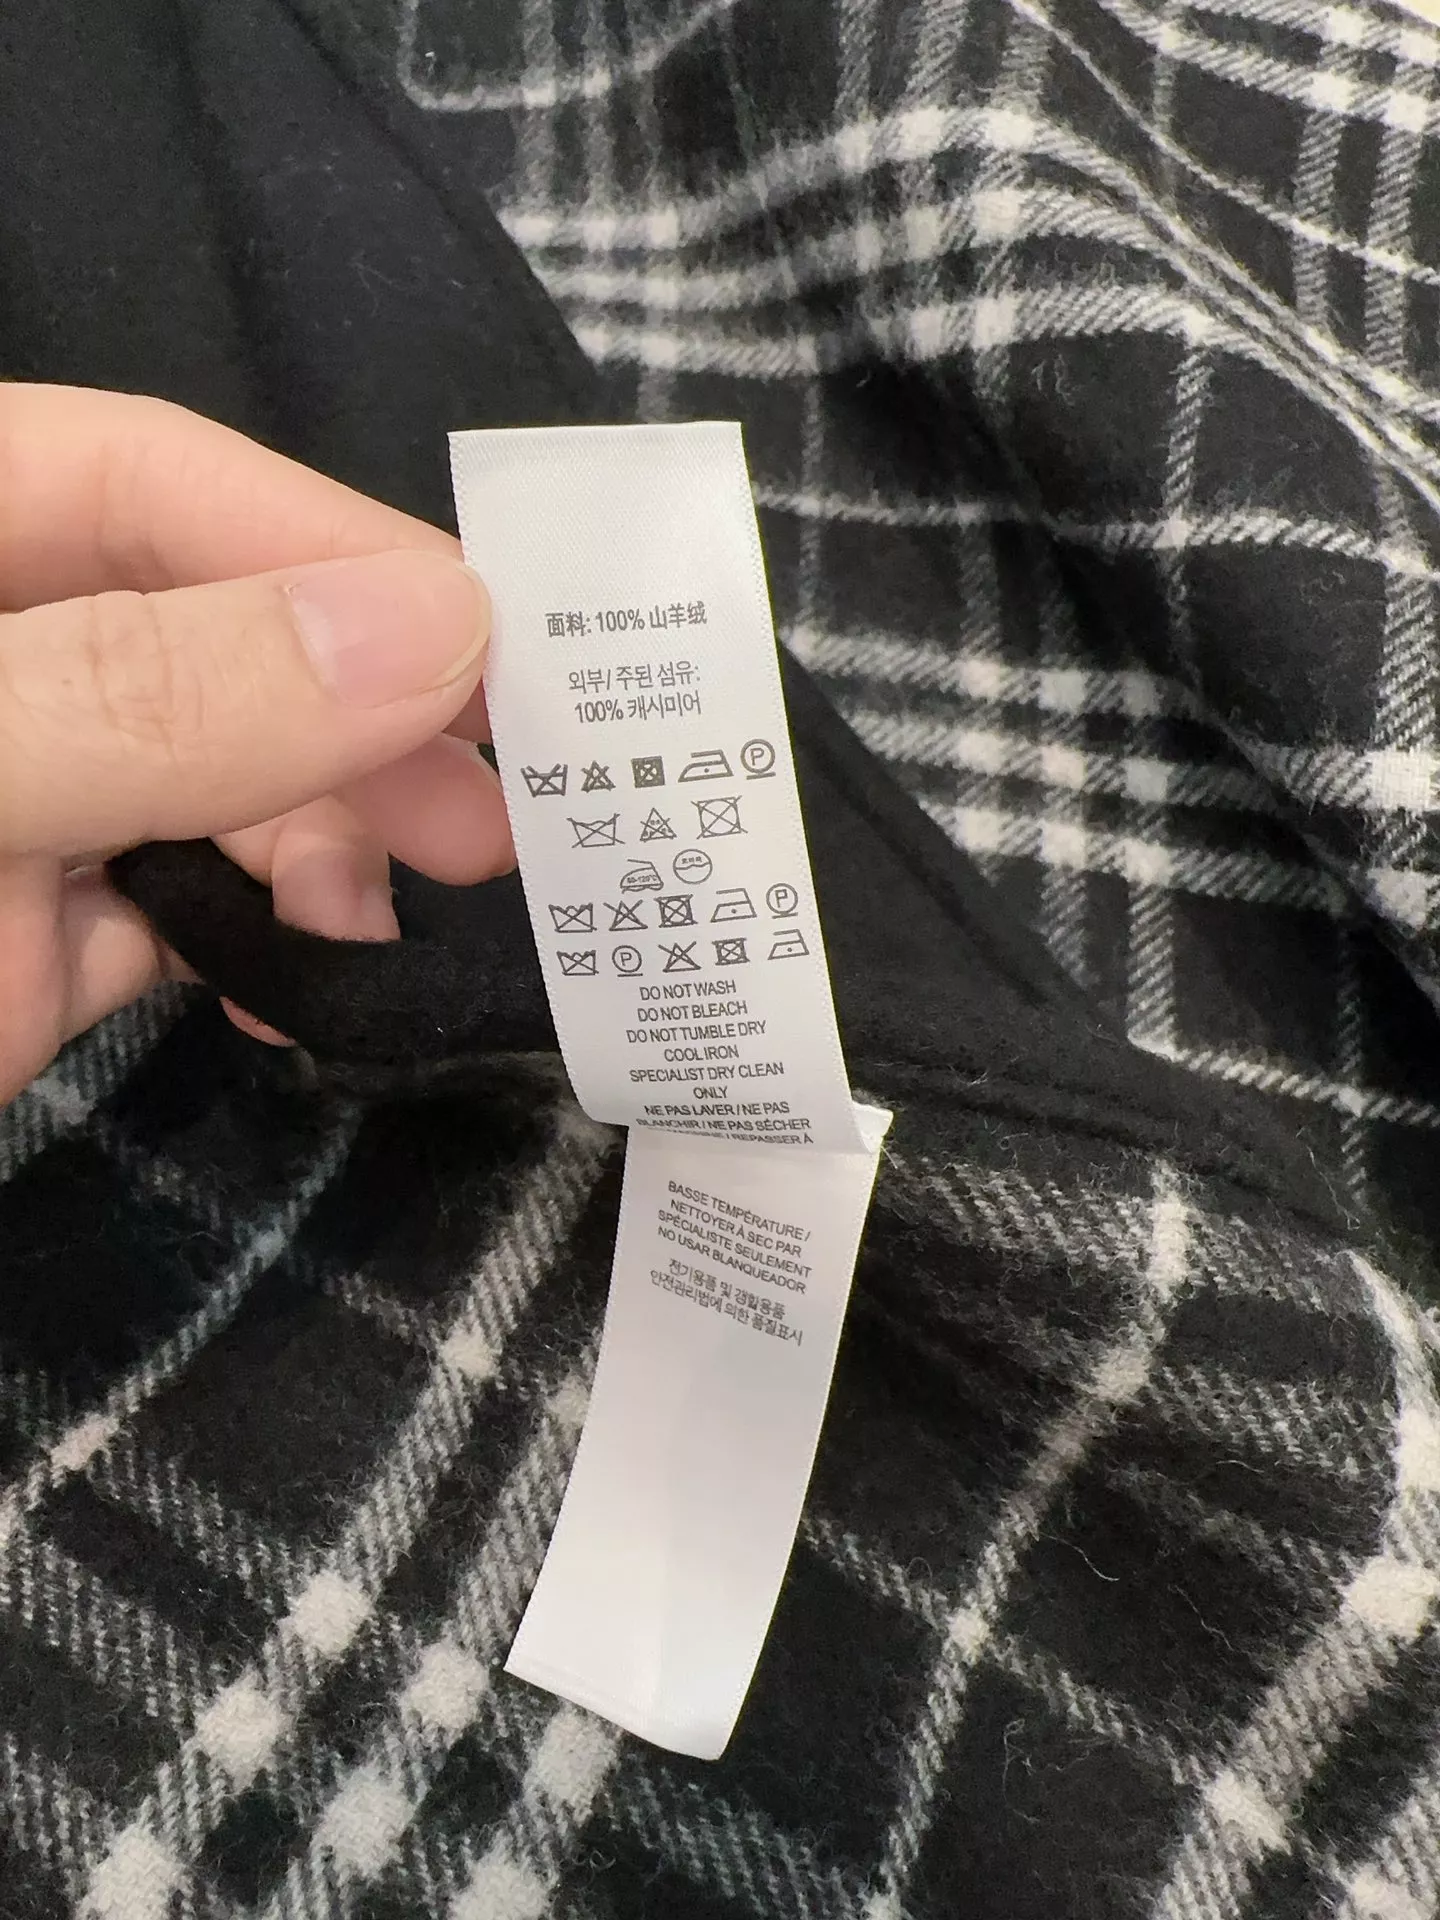 面料: 100% 山羊绒
외부/ 주된 섬유:
100% 캐시미어
P
P
P
DO NOT WASH
DO NOT BLEACH
DO NOT TUMBLE DRY
COOL IRON
SPECIALIST DRY CLEAN
ONLY
NE PAS LAVER / NE PAS
BLANCHIR / NE PAS SÉCHER
/ REPASSER À
BASSE TEMPÉRATURE /
NETTOYER À SEC PAR
SPÉCIALISTE SEULEMENT
NO USAR BLANQUEADOR
전기용품 및 생활용품
안전관리법에 의한 품질표시